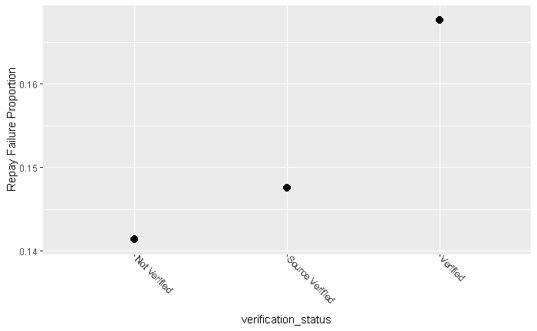 Repay Failure Proportion
0.16
0.15
0.14
Not Verified
Source Verified
Verified
verification_status